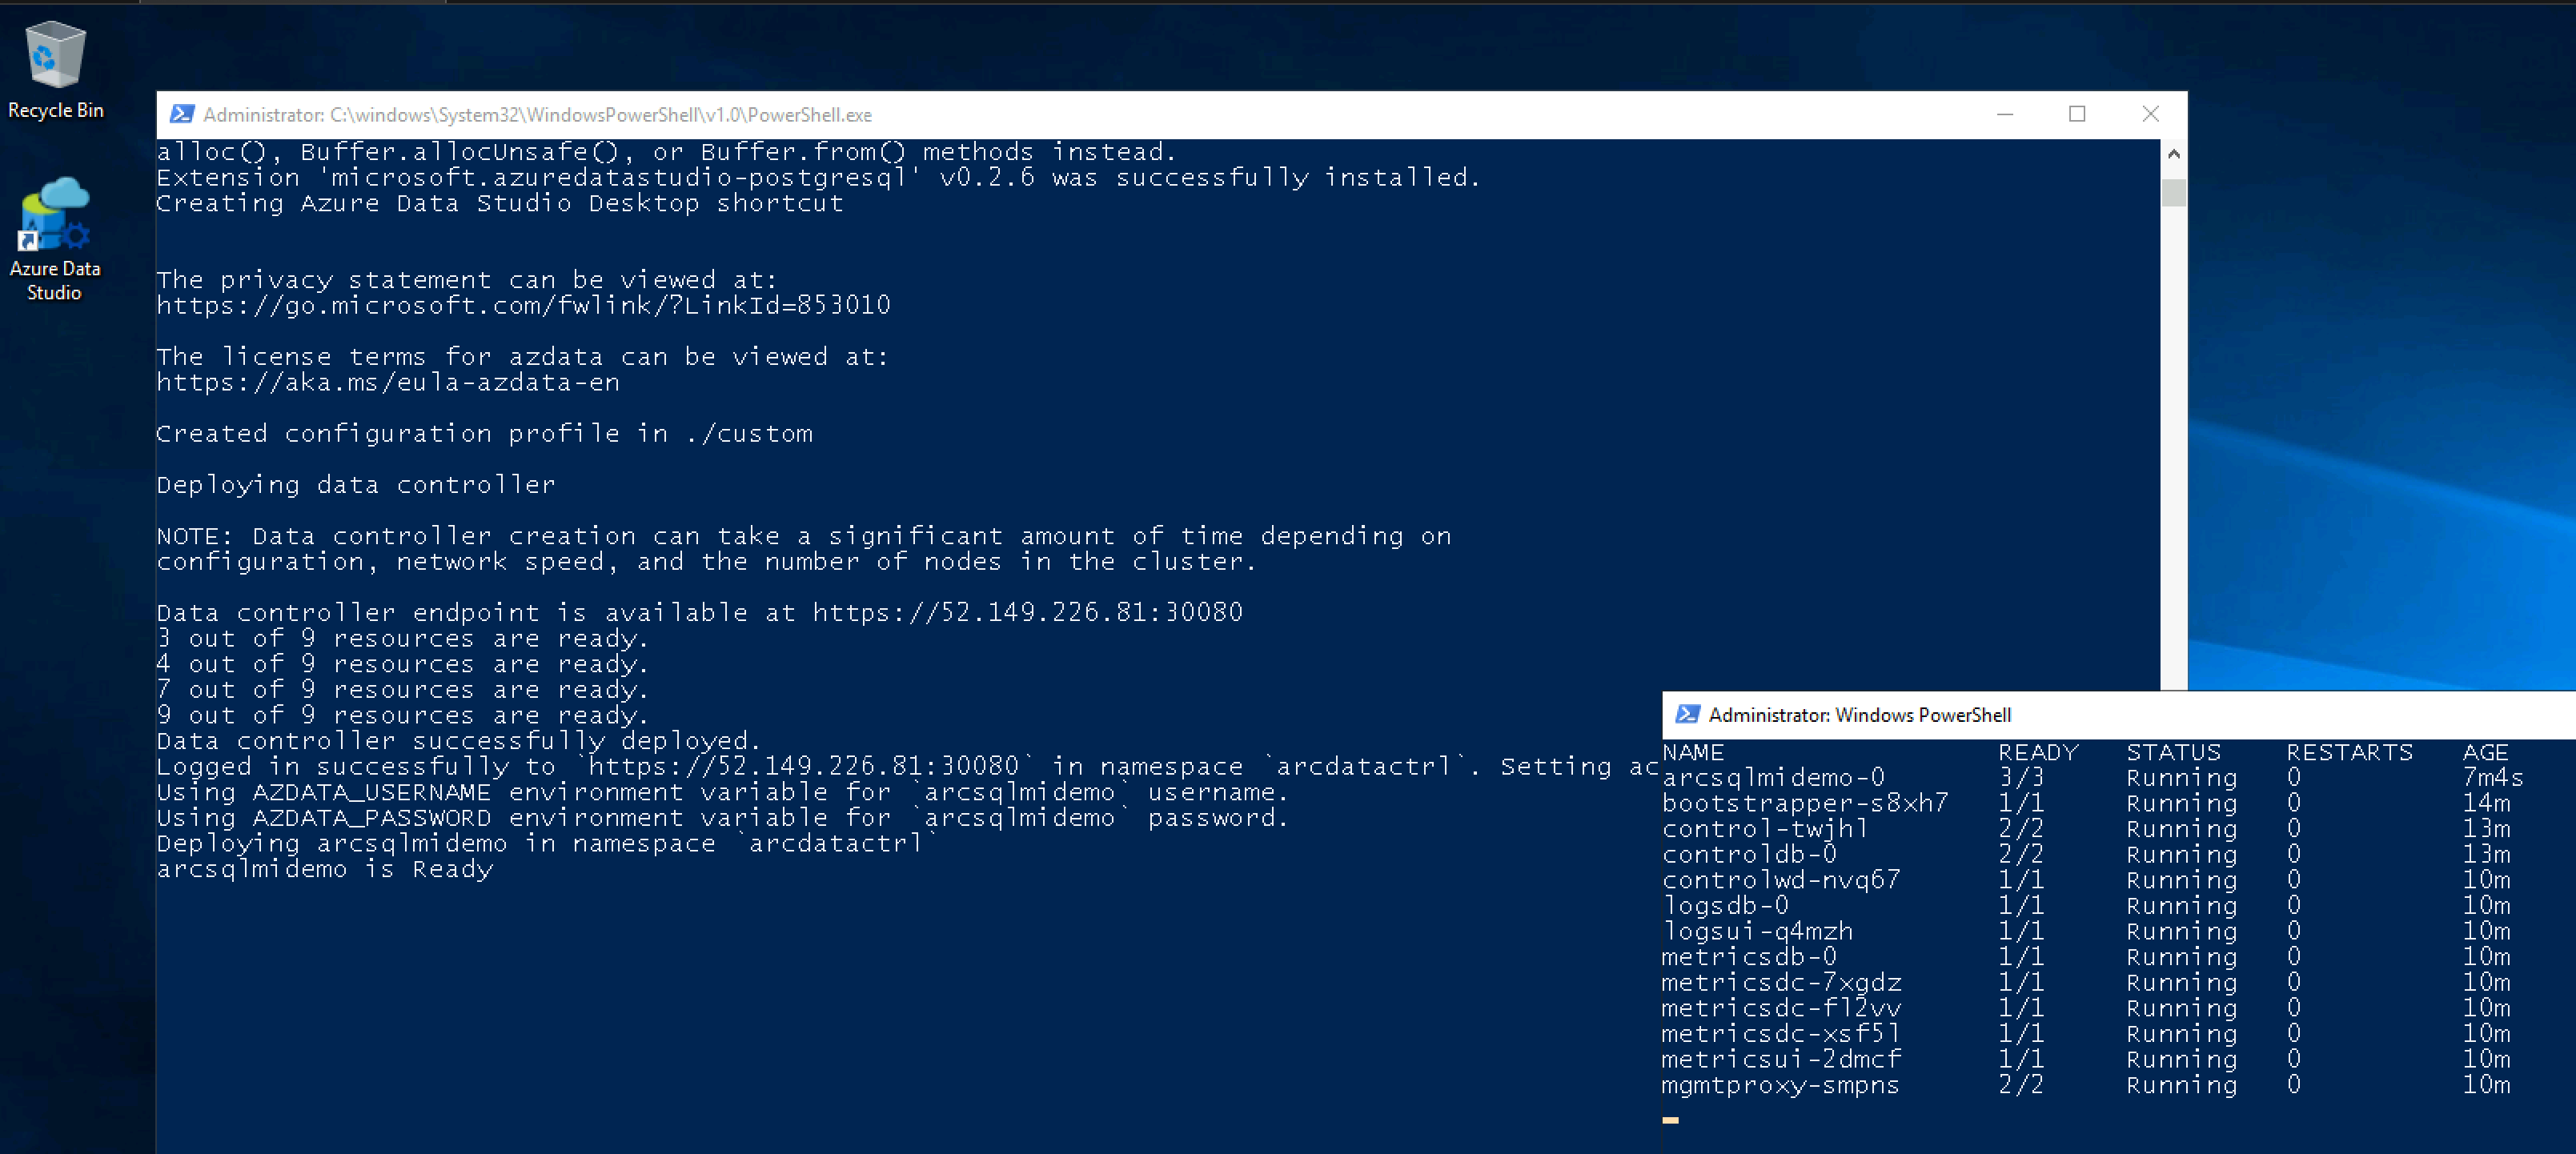 Recycle Bin
Azure Data
Studio
Administrator: C:\windows\System32\WindowsPowerShell\v1.0\PowerShell.exe
alloc(), Buffer.allocUnsafe(), or Buffer.from() methods instead.
Extension 'microsoft.azuredatastudio-postgresql' v0.2.6 was successfully installed.
Creating Azure Data Studio Desktop shortcut
The privacy statement can be viewed at:
https://go.microsoft.com/fwlink/?LinkId=853010
The license terms for azdata can be viewed at:
https://aka.ms/eula-azdata-en
Created configuration profile in ./custom
Deploying data controller
NOTE: Data controller creation can take a significant amount of time depending on
configuration, network speed, and the number of nodes in the cluster.
Data controller endpoint is available at https://52.149.226.81:30080
3 out of 9 resources are ready.
4 out of 9 resources are ready.
7 out of 9 resources are ready.
9 out of 9 resources are ready.
Data controller successfully deployed.
Logged in successfully to `https://52.149.226.81:30080` in namespace `arcdatactrl`. Setting ac
Using AZDATA_USERNAME environment variable for `arcsqlmidemo` username.
Using AZDATA_PASSWORD environment variable for `arcsqlmidemo` password.
Deploying arcsqlmidemo in namespace `arcdatactrl`
arcsqlmidemo is Ready
Administrator: Windows PowerShell
NAME READY STATUS RESTARTS AGE
arcsqlmidemo-0 3/3 Running 0 7m4s
bootstrapper-s8xh7 1/1 Running 0 14m
control-twjhl 2/2 Running 0 13m
controldb-0 2/2 Running 0 13m
controlwd-nvq67 1/1 Running 0 10m
logsdb-0 1/1 Running 0 10m
logsui-q4mzh 1/1 Running 0 10m
metricsdb-0 1/1 Running 0 10m
metricsdc-7xgdz 1/1 Running 0 10m
metricsdc-fl2vv 1/1 Running 0 10m
metricsdc-xsf5l 1/1 Running 0 10m
metricsui-2dmcf 1/1 Running 0 10m
mgmtproxy-smpns 2/2 Running 0 10m